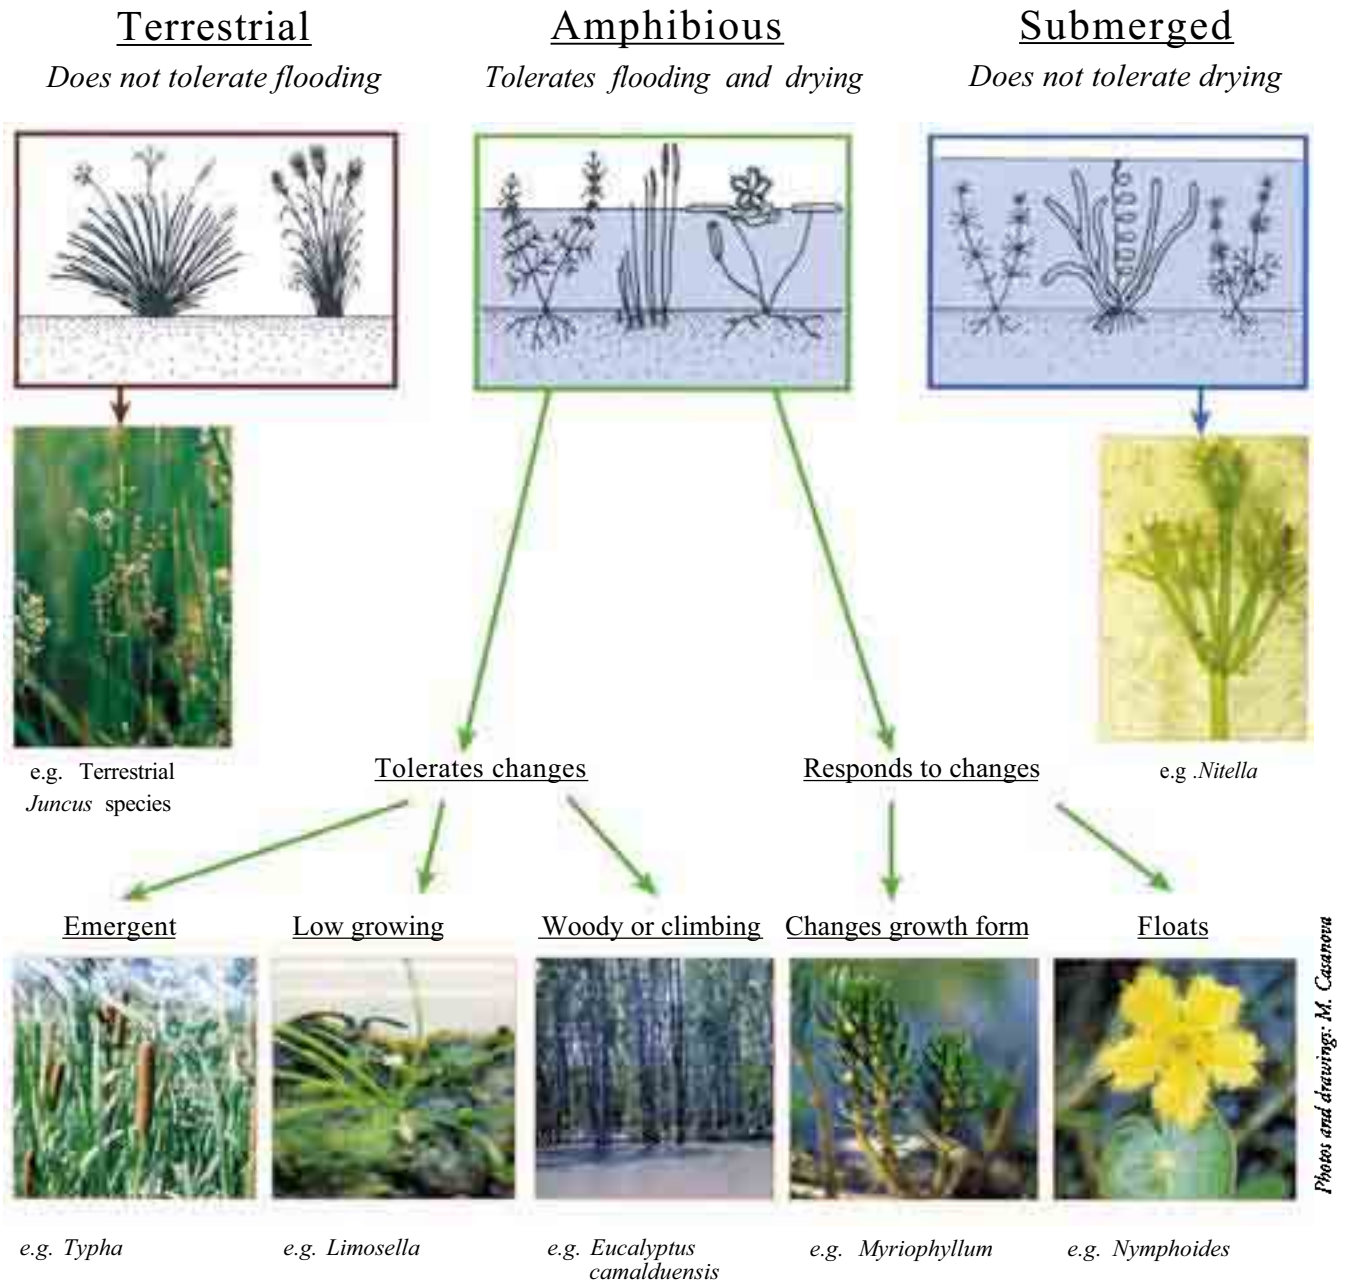 Terrestrial
Does not tolerate flooding
Amphibious
Tolerates flooding and drying
Submerged
Does not tolerate drying
e.g. Terrestrial
Juncus species
Tolerates changes
Responds to changes
e.g .Nitella
Emergent
Low growing
Woody or climbing
Changes growth form
Floats
Photos and drawings: M. Casanova
e.g. Typha
e.g. Limosella
e.g. Eucalyptus
camalduensis
e.g. Myriophyllum
e.g. Nymphoides